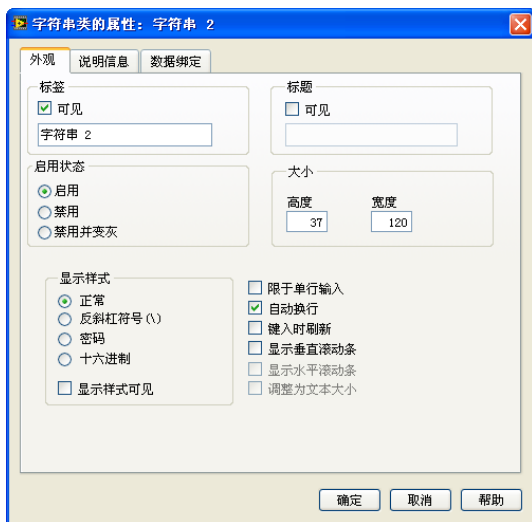 字符串类的属性: 字符串 2
外观 说明信息 数据绑定
标签
可见
字符串 2
标题
可见
启用状态
启用
禁用
禁用并变灰
大小
高度 宽度
37 120
显示样式
正常
反斜杠符号(\)
密码
十六进制
显示样式可见
限于单行输入
自动换行
键入时刷新
显示垂直滚动条
显示水平滚动条
调整为文本大小
确定 取消 帮助